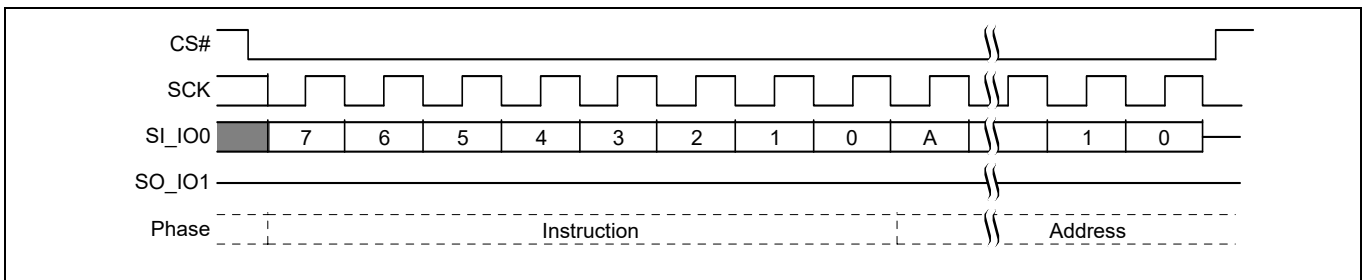 CS#
SCK
SI_IO0 7 6 5 4 3 2 1 0 A 1 0
SO_IO1
Phase Instruction Address